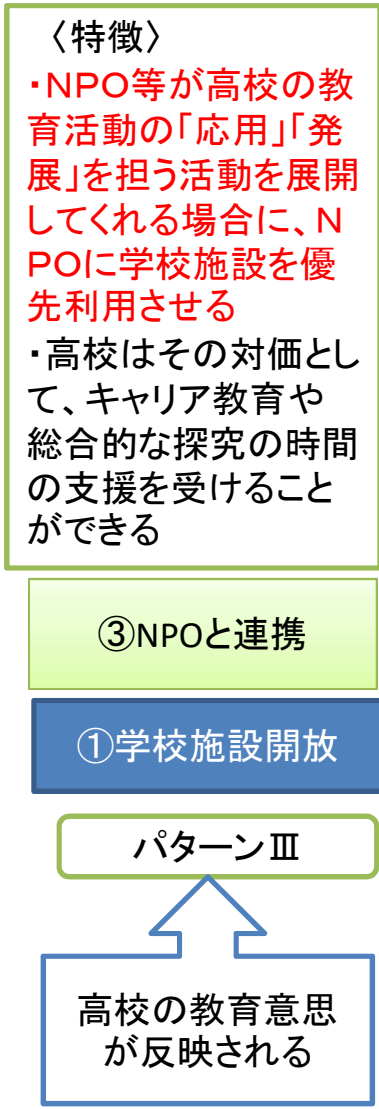 〈特徴〉
・NPO等が高校の教
育活動の「応用」「発
展」を担う活動を展開
してくれる場合に、N
POに学校施設を優
先利用させる
・高校はその対価とし
て、キャリア教育や
総合的な探究の時間
の支援を受けること
ができる
③NPOと連携
①学校施設開放
パターンⅢ
高校の教育意思
が反映される